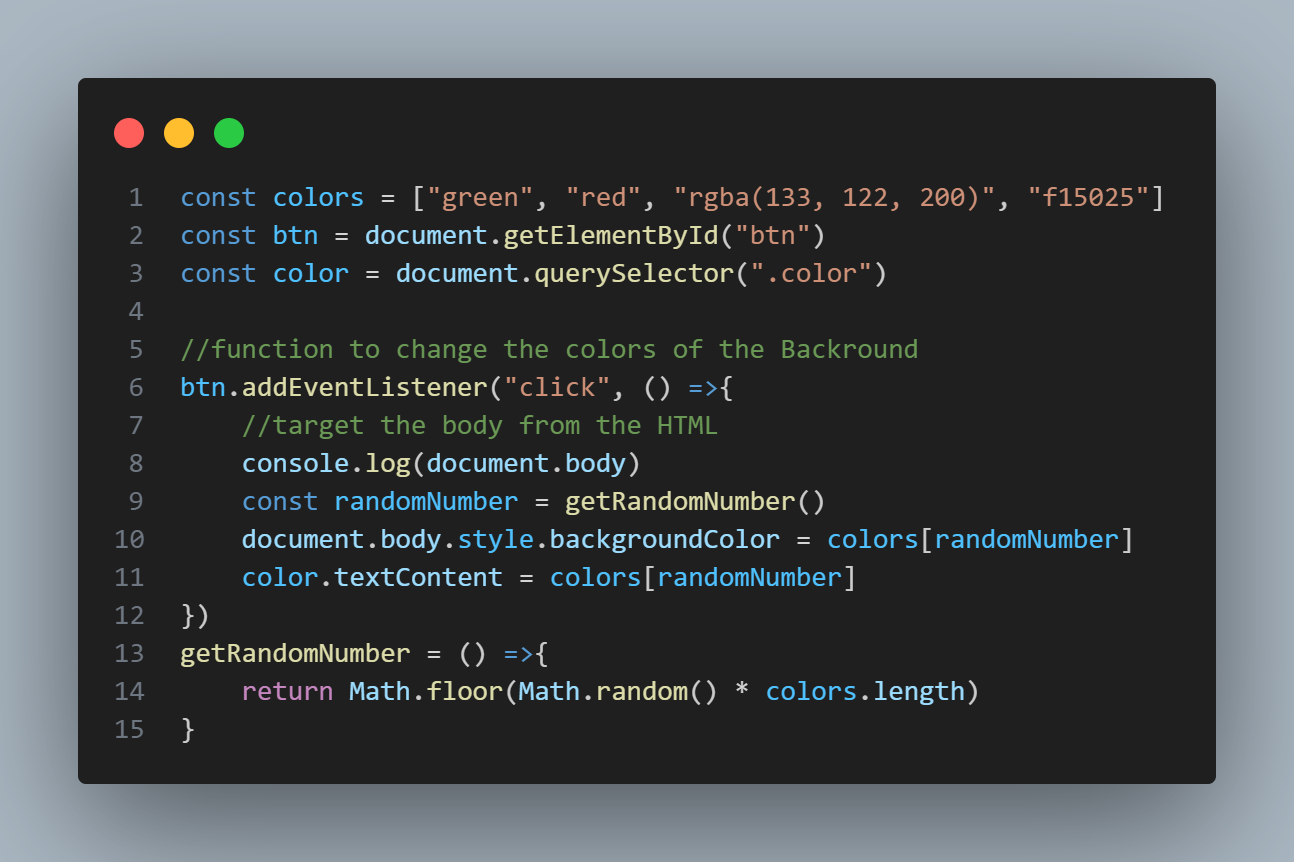 1 const colors = ["green", "red", "rgba(133, 122, 200)", "f15025"]
2 const btn = document.getElementById("btn")
3 const color = document.querySelector(".color")
4
5 //function to change the colors of the Backround
6 btn.addEventListener("click", () =>{
7     //target the body from the HTML
8     console.log(document.body)
9     const randomNumber = getRandomNumber()
10     document.body.style.backgroundColor = colors[randomNumber]
11     color.textContent = colors[randomNumber]
12 })
13 getRandomNumber = () =>{
14     return Math.floor(Math.random() * colors.length)
15 }